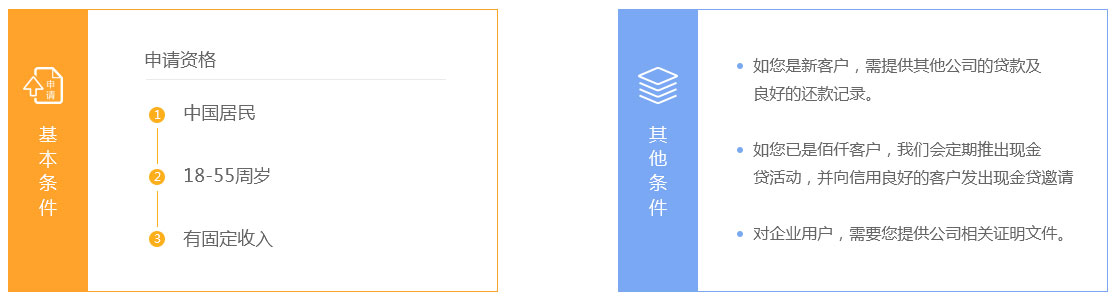 申请
基本条件
申请资格
1 中国居民
2 18-55周岁
3 有固定收入
其他条件
如您是新客户，需提供其他公司的贷款及
良好的还款记录。
如您已是佰仟客户，我们会定期推出现金
贷活动，并向信用良好的客户发出现金贷邀请
对企业用户，需要您提供公司相关证明文件。